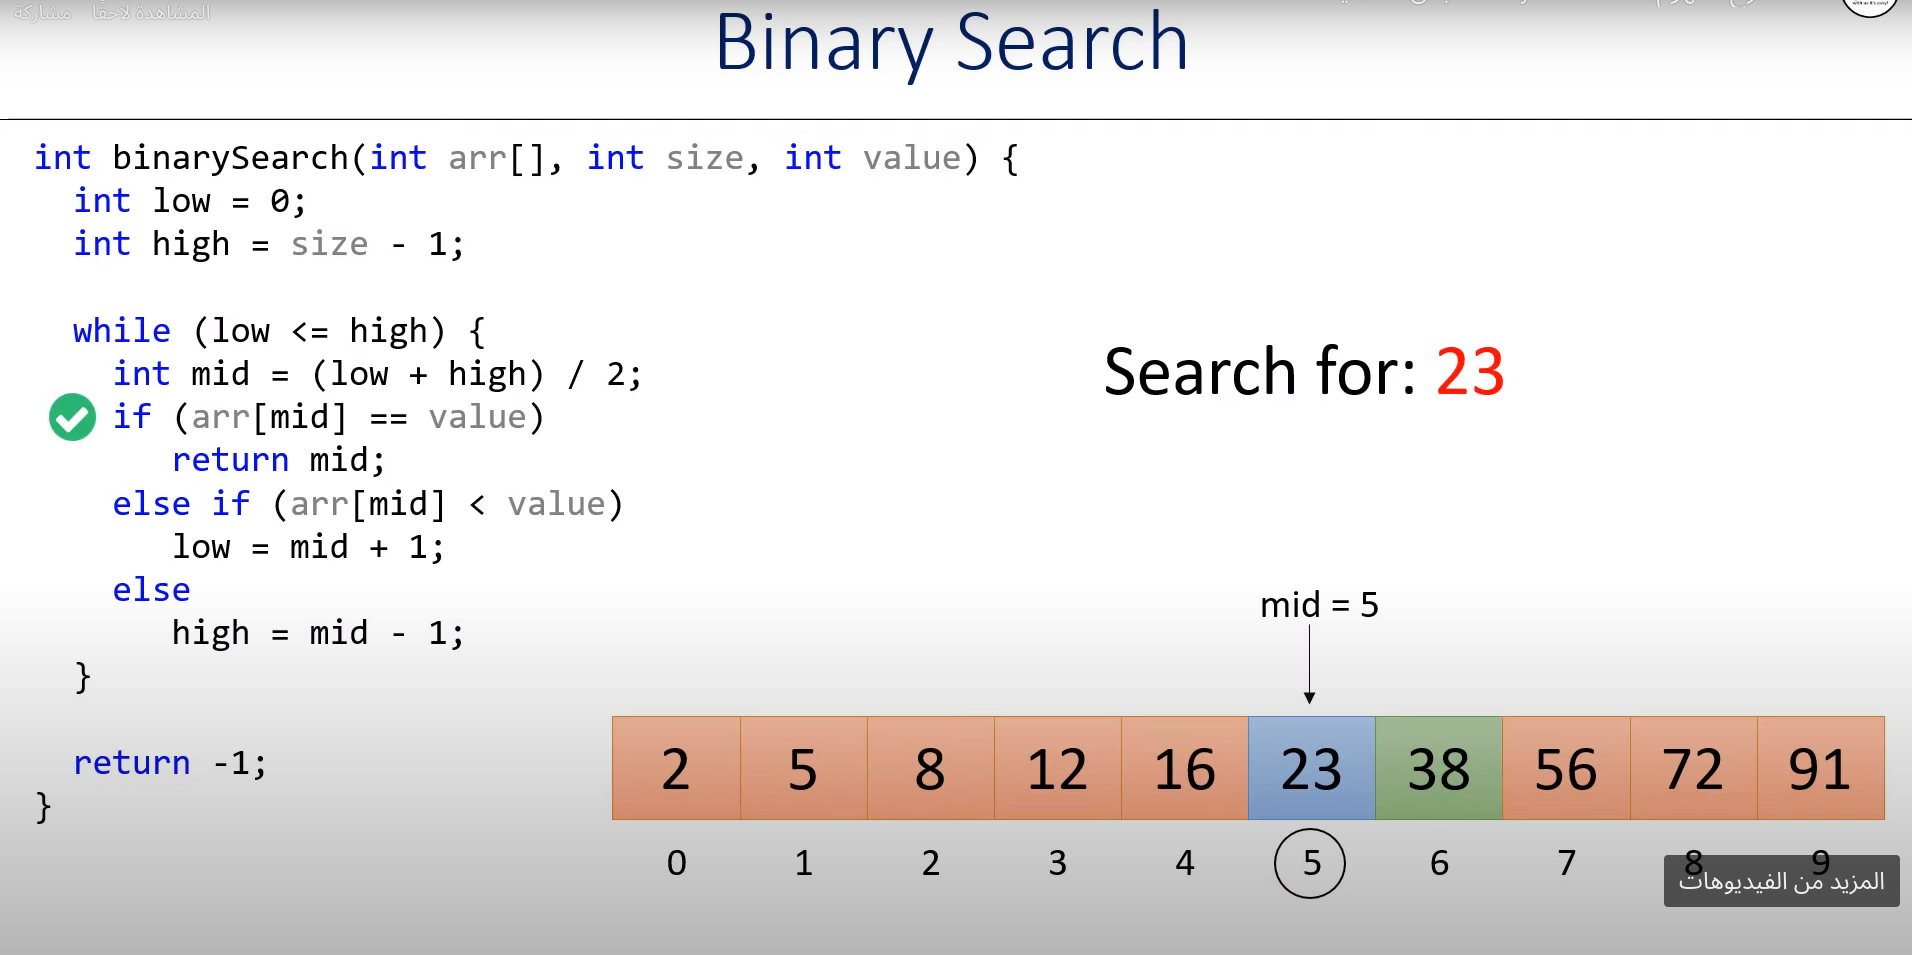 المشاهدة لاحقًا مشاركة
Binary Search
int binarySearch(int arr[], int size, int value) {
int low = 0;
int high = size - 1;
while (low <= high) {
int mid = (low + high) / 2;
if (arr[mid] == value)
return mid;
else if (arr[mid] < value)
low = mid + 1;
else
high = mid - 1;
}
return -1;
}
Search for: 23
mid = 5
2 5 8 12 16 23 38 56 72 91
0 1 2 3 4 5 6 7 8 9
المزيد من الفيديوهات